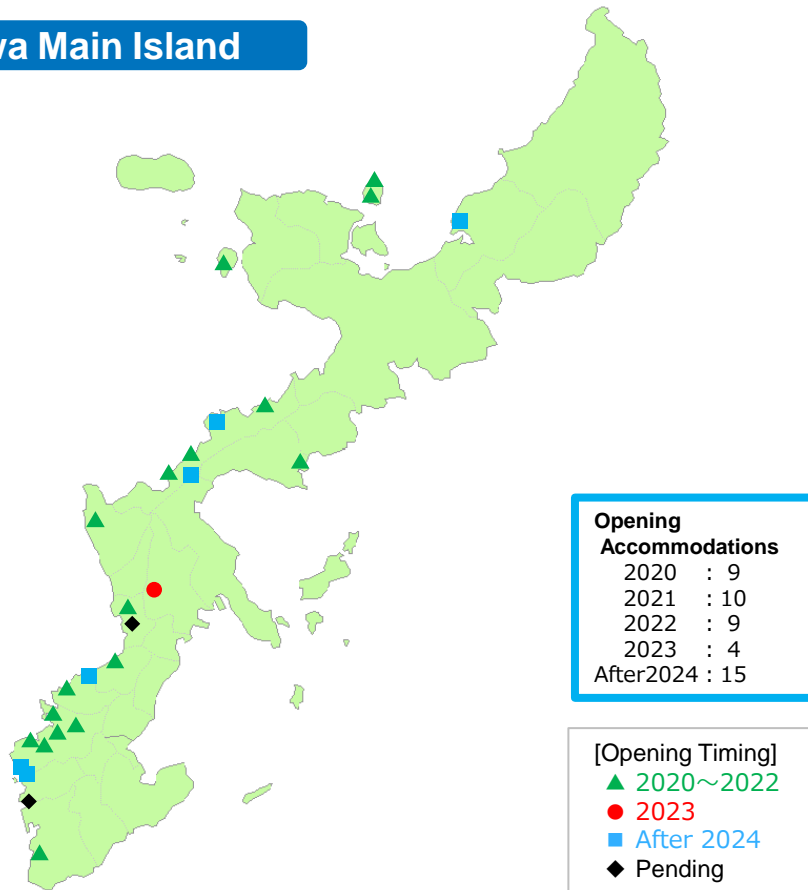 va Main Island
Opening
Accommodations
2020 : 9
2021 : 10
2022 : 9
2023 : 4
After2024 : 15
[Opening Timing]
▲ 2020～2022
● 2023
■ After 2024
◆ Pending